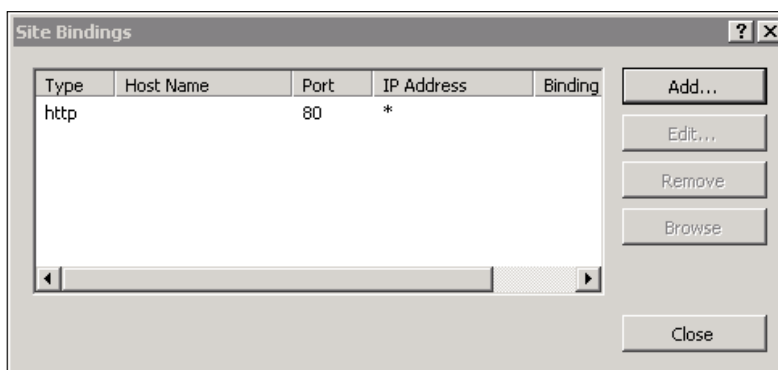 Site Bindings ? X
Type Host Name Port IP Address Binding
http 80 *
Add...
Edit...
Remove
Browse
Close